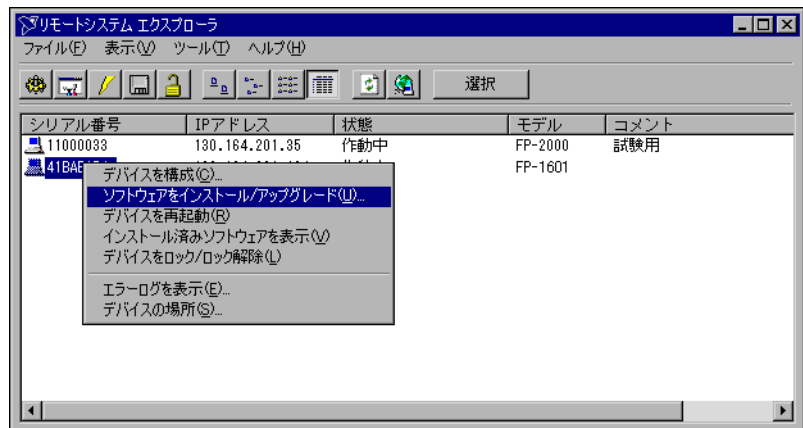 リモートシステム エクスプローラ
ファイル(F) 表示(V) ツール(T) ヘルプ(H)
選択
シリアル番号 IPアドレス 状態 モデル コメント
11000033 130.164.201.35 作動中 FP-2000 試験用
FP-1601
デバイスを構成(C)...
ソフトウェアをインストール/アップグレード(U)...
デバイスを再起動(R)
インストール済みソフトウェアを表示(V)
デバイスをロック/ロック解除(L)
エラーログを表示(E)...
デバイスの場所(S)...